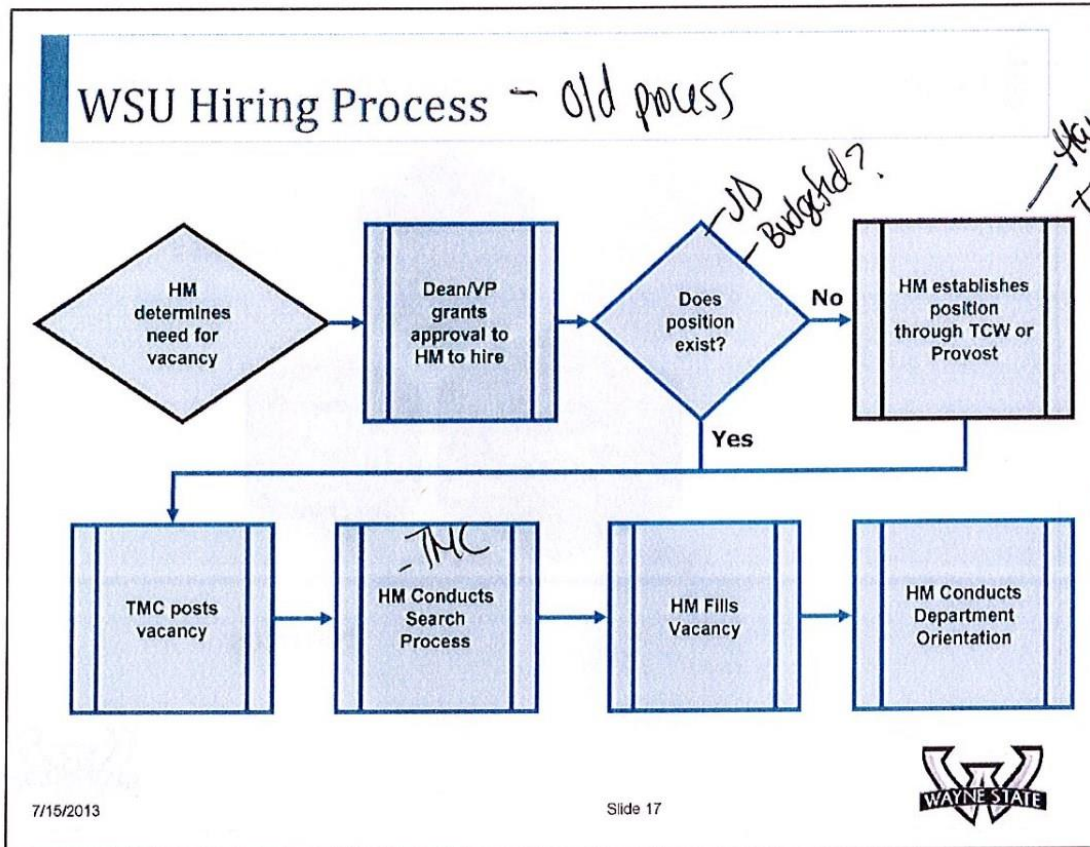 WSU Hiring Process - Old process
- JD
- Budgeted?
HM
determines
need for
vacancy
Dean/VP
grants
approval to
HM to hire
Does
position
exist?
No
HM establishes
position
through TCW or
Provost
Yes
TMC posts
vacancy
- TMC
HM Conducts
Search
Process
HM Fills
Vacancy
HM Conducts
Department
Orientation
7/15/2013
Slide 17
WAYNE STATE